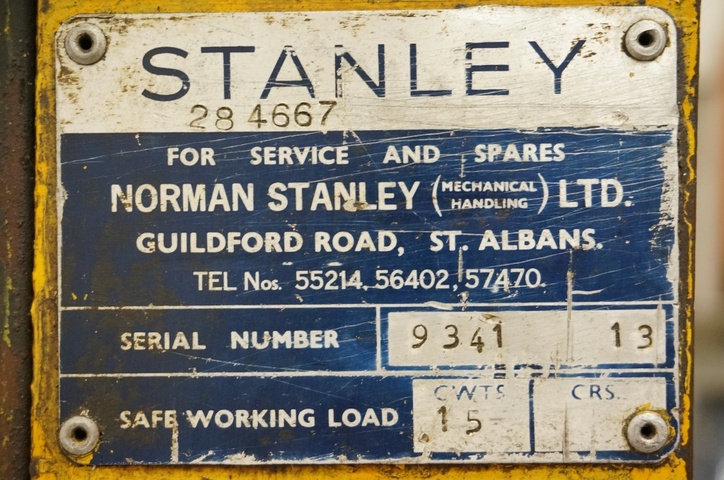 STANLEY
28 4667
FOR SERVICE AND SPARES
NORMAN STANLEY (MECHANICAL HANDLING) LTD.
GUILDFORD ROAD, ST. ALBANS.
TEL Nos. 55214, 56402, 57470.
SERIAL NUMBER 9341 13
CWTS CRS.
SAFE WORKING LOAD 15